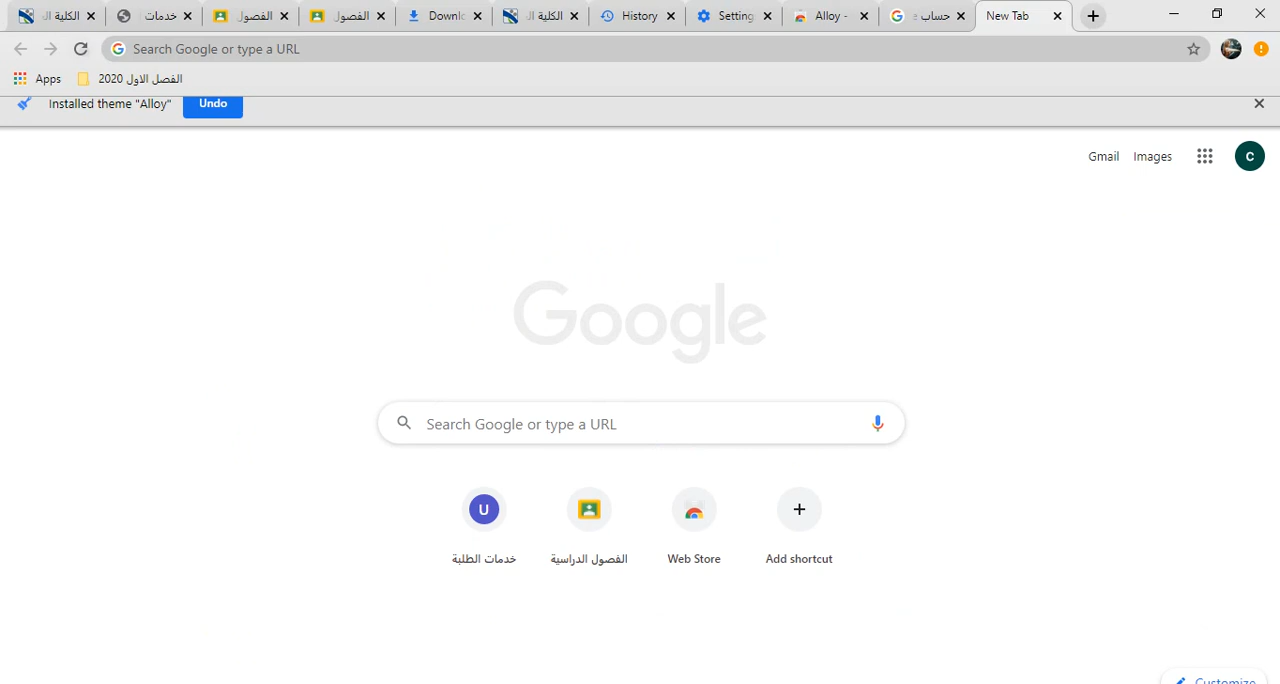 الكلية ال
خدمات
الفصول
الفصول
Downlo
الكلية ال
History
Setting
Alloy -
حساب
New Tab
Search Google or type a URL
Apps
الفصل الاول 2020
Installed theme "Alloy"
Undo
Gmail
Images
C
Google
Search Google or type a URL
U
خدمات الطلبة
الفصول الدراسية
Web Store
Add shortcut
Customize